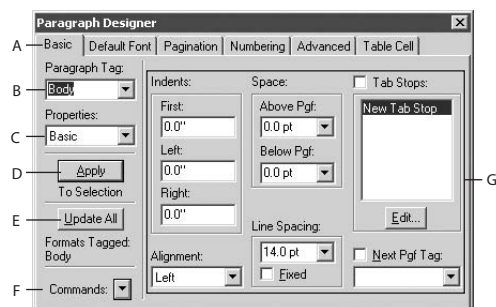 Paragraph Designer
A
Basic Default Font Pagination Numbering Advanced Table Cell
Paragraph Tag:
B
Body
Properties:
C
Basic
D
Apply
To Selection
E
Update All
Formats Tagged:
Body
F
Commands:
Indents:
First:
0.0"
Left:
0.0"
Right:
0.0"
Alignment:
Left
Space:
Above Pgf:
0.0 pt
Below Pgf:
0.0 pt
Line Spacing:
14.0 pt
Fixed
Tab Stops:
New Tab Stop
G
Edit...
Next Pgf Tag: